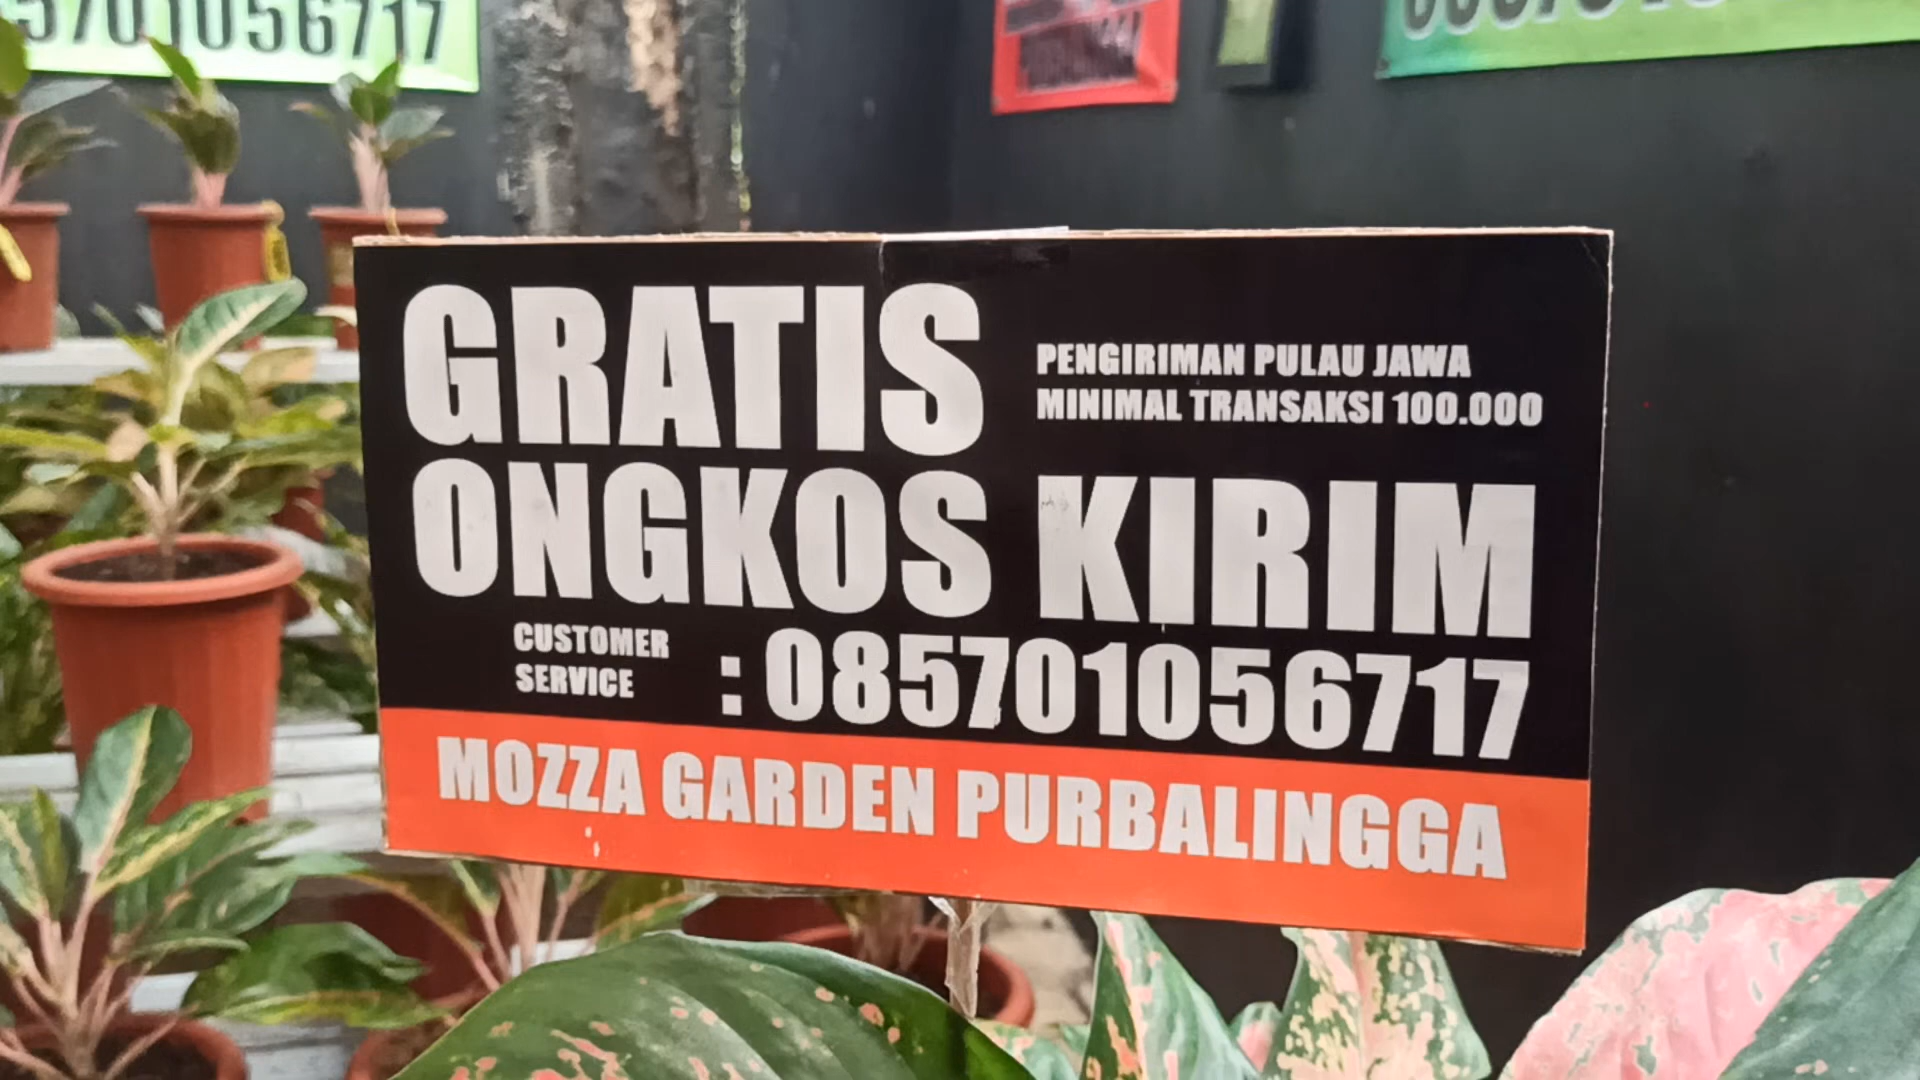 5701056717
GRATIS
PENGIRIMAN PULAU JAWA
MINIMAL TRANSAKSI 100.000
ONGKOS KIRIM
CUSTOMER
SERVICE
: 085701056717
MOZZA GARDEN PURBALINGGA